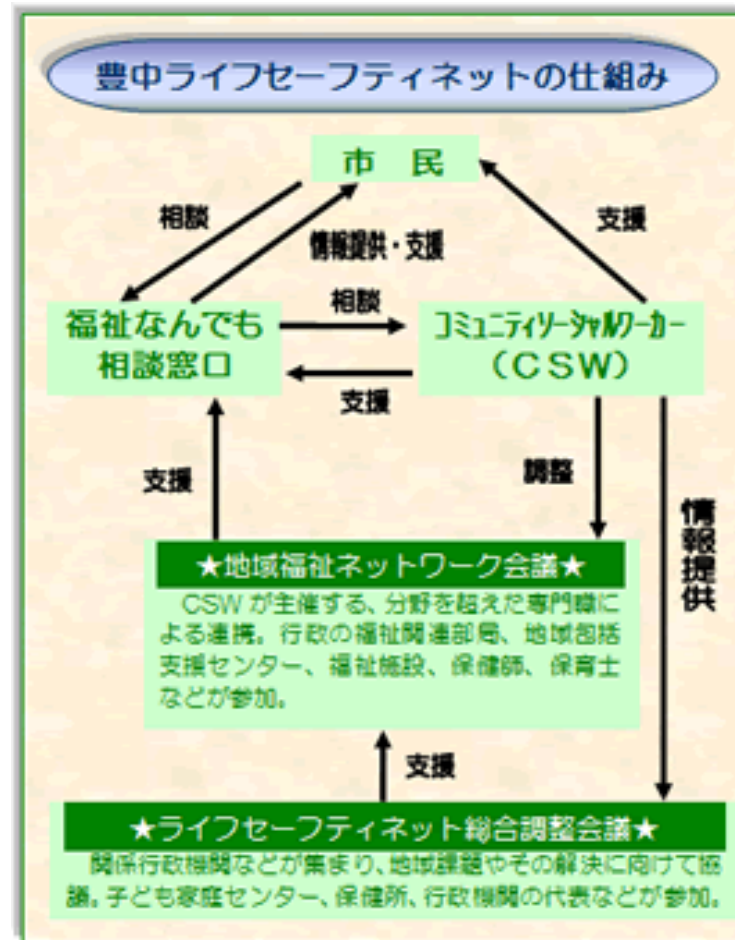 豊中ライフセーフティネットの仕組み
市　民
相談
支援
情報提供・支援
福祉なんでも
相談窓口
相談
支援
コミュニティソーシャルワーカー
（ＣＳＷ）
支援
調整
情報提供
★地域福祉ネットワーク会議★
CSW が主催する、分野を超えた専門職に
よる連携。行政の福祉関連部局、地域包括
支援センター、福祉施設、保健師、保育士
などが参加。
支援
★ライフセーフティネット総合調整会議★
関係行政機関などが集まり、地域課題やその解決に向けて協
議。子ども家庭センター、保健所、行政機関の代表などが参加。